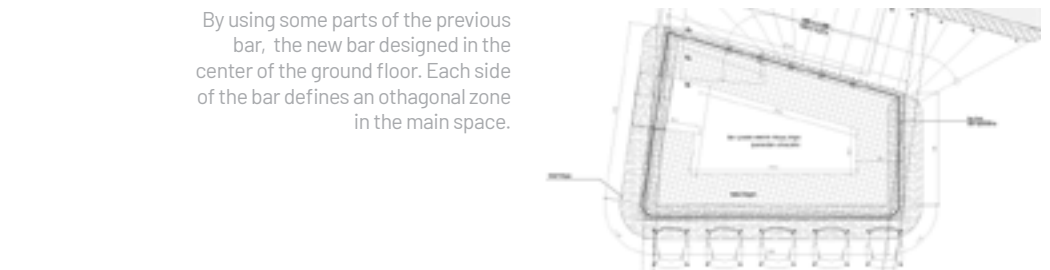 By using some parts of the previous
bar,  the new bar designed in the
center of the ground floor. Each side
of the bar defines an othagonal zone
in the main space.